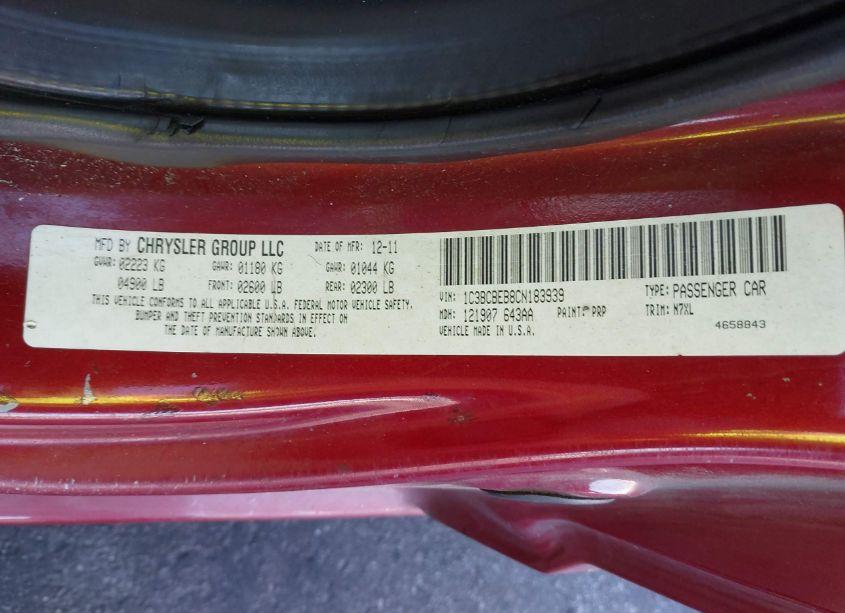 MFD BY CHRYSLER GROUP LLC DATE OF MFR: 12-11
GVWR: 02223 KG GAWR: 01180 KG GAWR: 01044 KG
04900 LB FRONT: 02600 LB REAR: 02300 LB
THIS VEHICLE CONFORMS TO ALL APPLICABLE U.S.A. FEDERAL MOTOR VEHICLE SAFETY,
BUMPER AND THEFT PREVENTION STANDARDS IN EFFECT ON
THE DATE OF MANUFACTURE SHOWN ABOVE.
VIN: 1C3BCBEB8CN183939 TYPE: PASSENGER CAR
MDH: 121907 643AA PAINT: PRP TRIM: N7XL
VEHICLE MADE IN U.S.A. 4658843